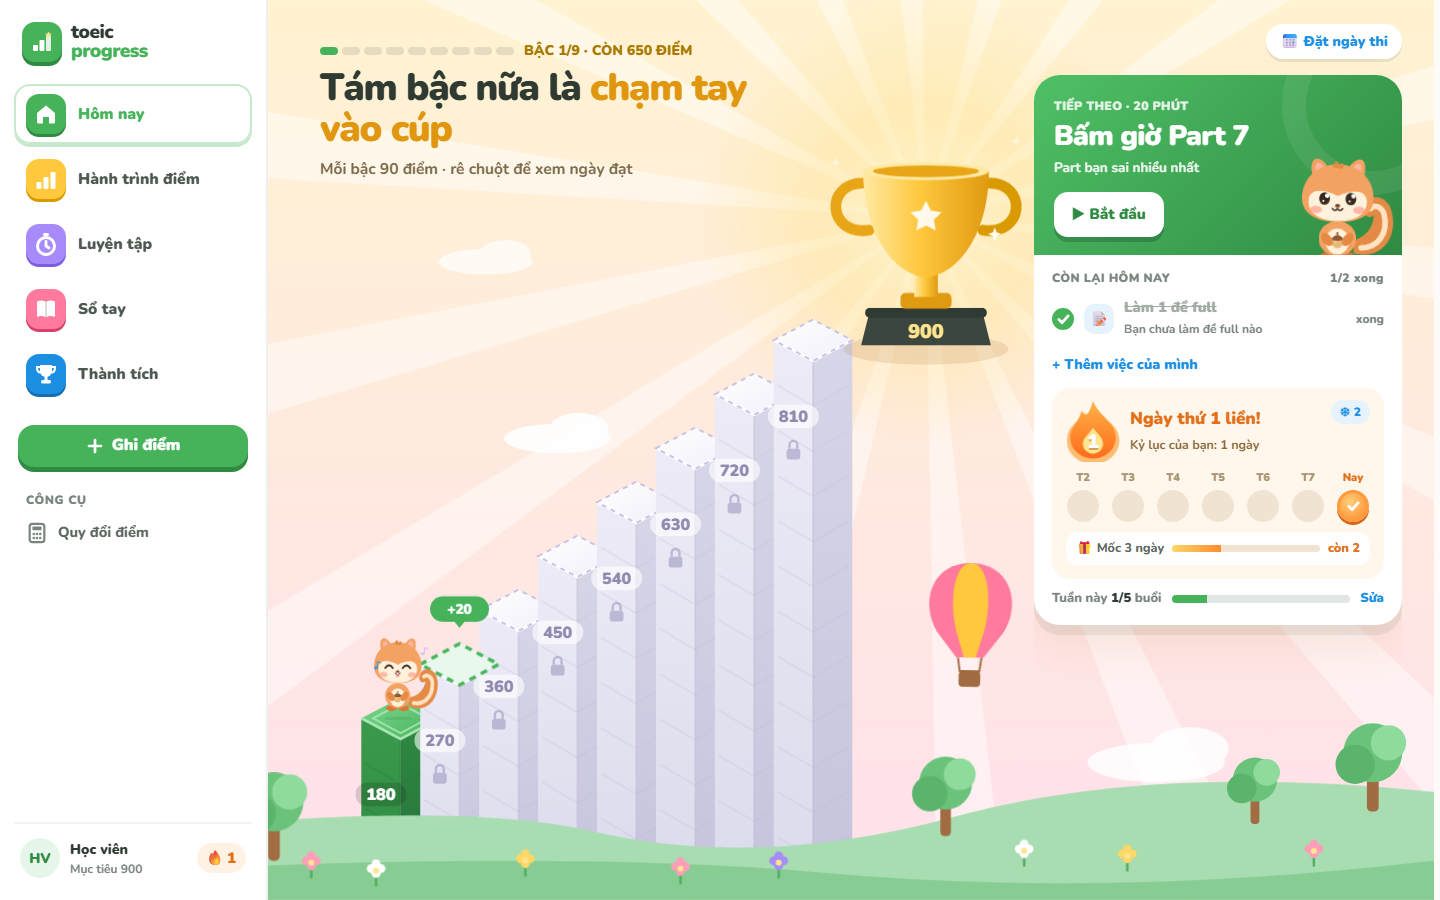 toeic
progress
Hôm nay
Hành trình điểm
Luyện tập
Sổ tay
Thành tích
+ Ghi điểm
CÔNG CỤ
Quy đổi điểm
HV
Học viên
Mục tiêu 900
1
BẬC 1/9 · CÒN 650 ĐIỂM
Tám bậc nữa là chạm tay
vào cúp
Mỗi bậc 90 điểm · rê chuột để xem ngày đạt
900
810
720
630
540
450
360
270
180
+20
Đặt ngày thi
TIẾP THEO · 20 PHÚT
Bấm giờ Part 7
Part bạn sai nhiều nhất
Bắt đầu
CÒN LẠI HÔM NAY 1/2 xong
Làm 1 đề full
Bạn chưa làm đề full nào
xong
+ Thêm việc của mình
1
Ngày thứ 1 liền!
2
Kỷ lục của bạn: 1 ngày
T2 T3 T4 T5 T6 T7 Nay
Mốc 3 ngày còn 2
Tuần này 1/5 buổi Sửa